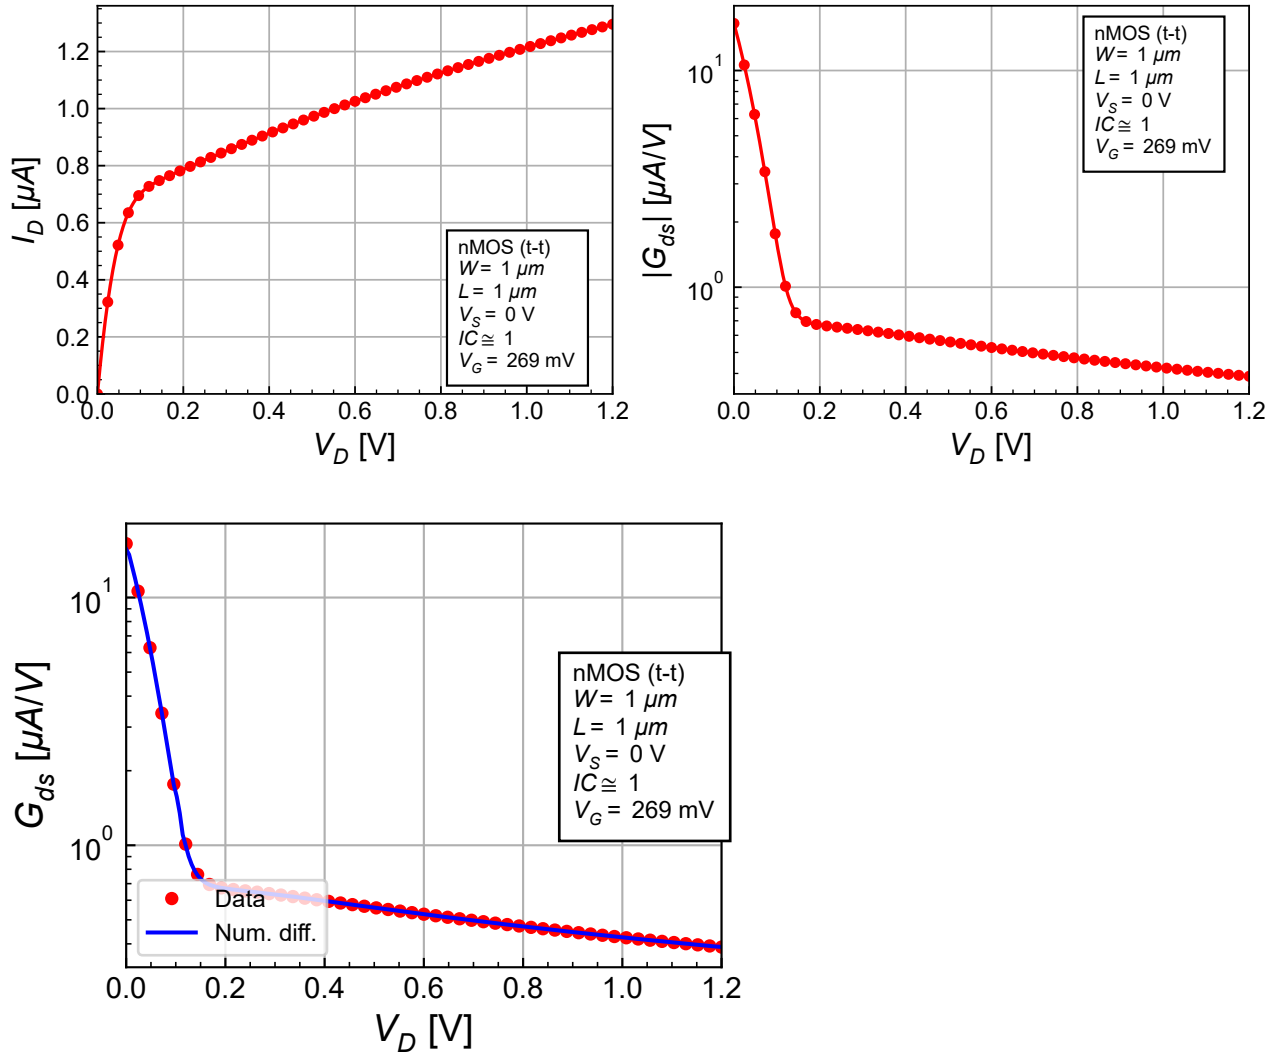 I_D [µA]
1.2
1.0
0.8
0.6
0.4
0.2
0.0
nMOS (t-t)
W = 1 µm
L = 1 µm
V_S = 0 V
IC ≅ 1
V_G = 269 mV
0.0 0.2 0.4 0.6 0.8 1.0 1.2
V_D [V]
|G_ds| [µA/V]
10^1
10^0
nMOS (t-t)
W = 1 µm
L = 1 µm
V_S = 0 V
IC ≅ 1
V_G = 269 mV
0.0 0.2 0.4 0.6 0.8 1.0 1.2
V_D [V]
G_ds [µA/V]
10^1
10^0
nMOS (t-t)
W = 1 µm
L = 1 µm
V_S = 0 V
IC ≅ 1
V_G = 269 mV
Data
Num. diff.
0.0 0.2 0.4 0.6 0.8 1.0 1.2
V_D [V]